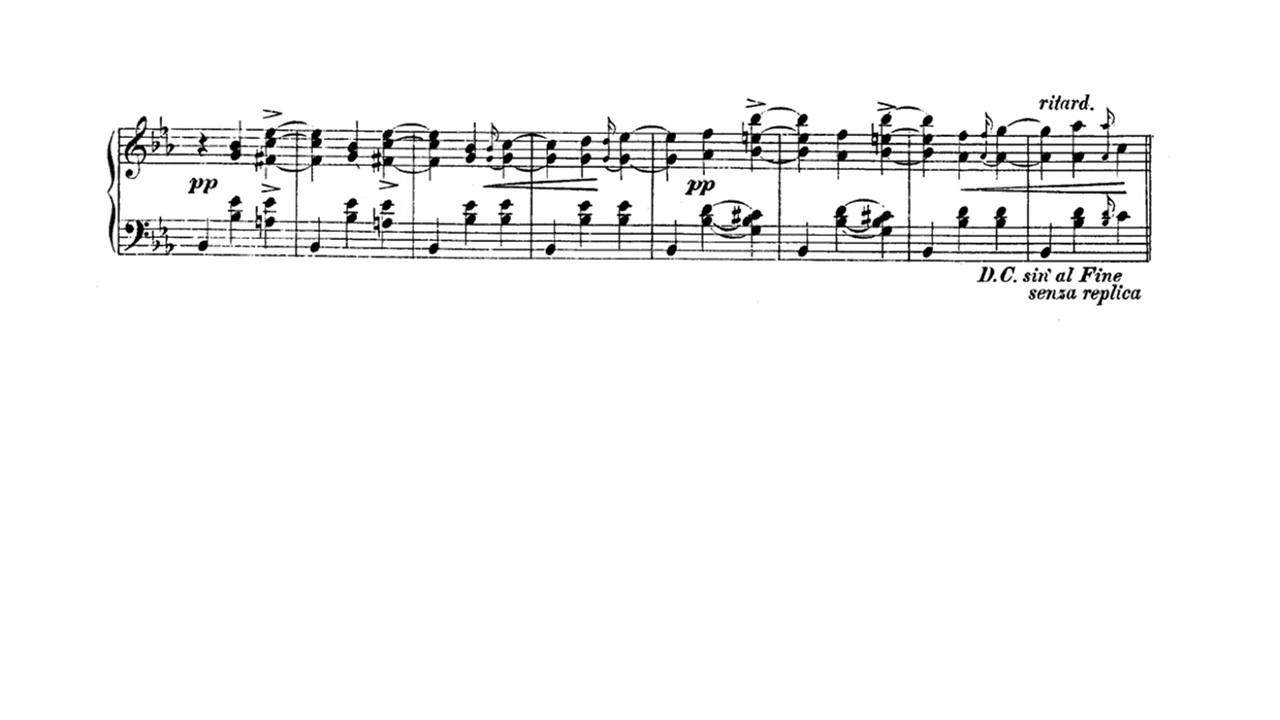 ritard.
pp
pp
D.C. sin' al Fine
senza replica